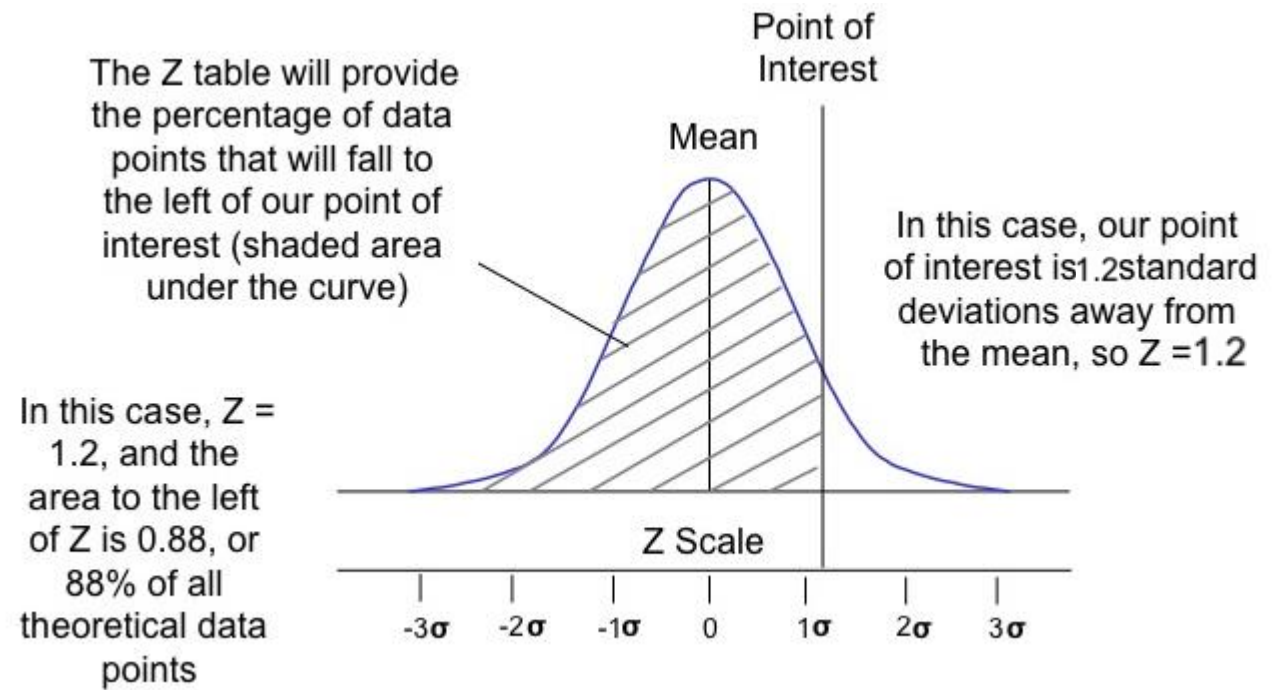 Point of
Interest
The Z table will provide
the percentage of data
points that will fall to
the left of our point of
interest (shaded area
under the curve)
Mean
In this case, our point
of interest is1.2standard
deviations away from
the mean, so Z =1.2
In this case, Z =
1.2, and the
area to the left
of Z is 0.88, or
88% of all
theoretical data
points
Z Scale
-3σ -2σ -1σ 0 1σ 2σ 3σ